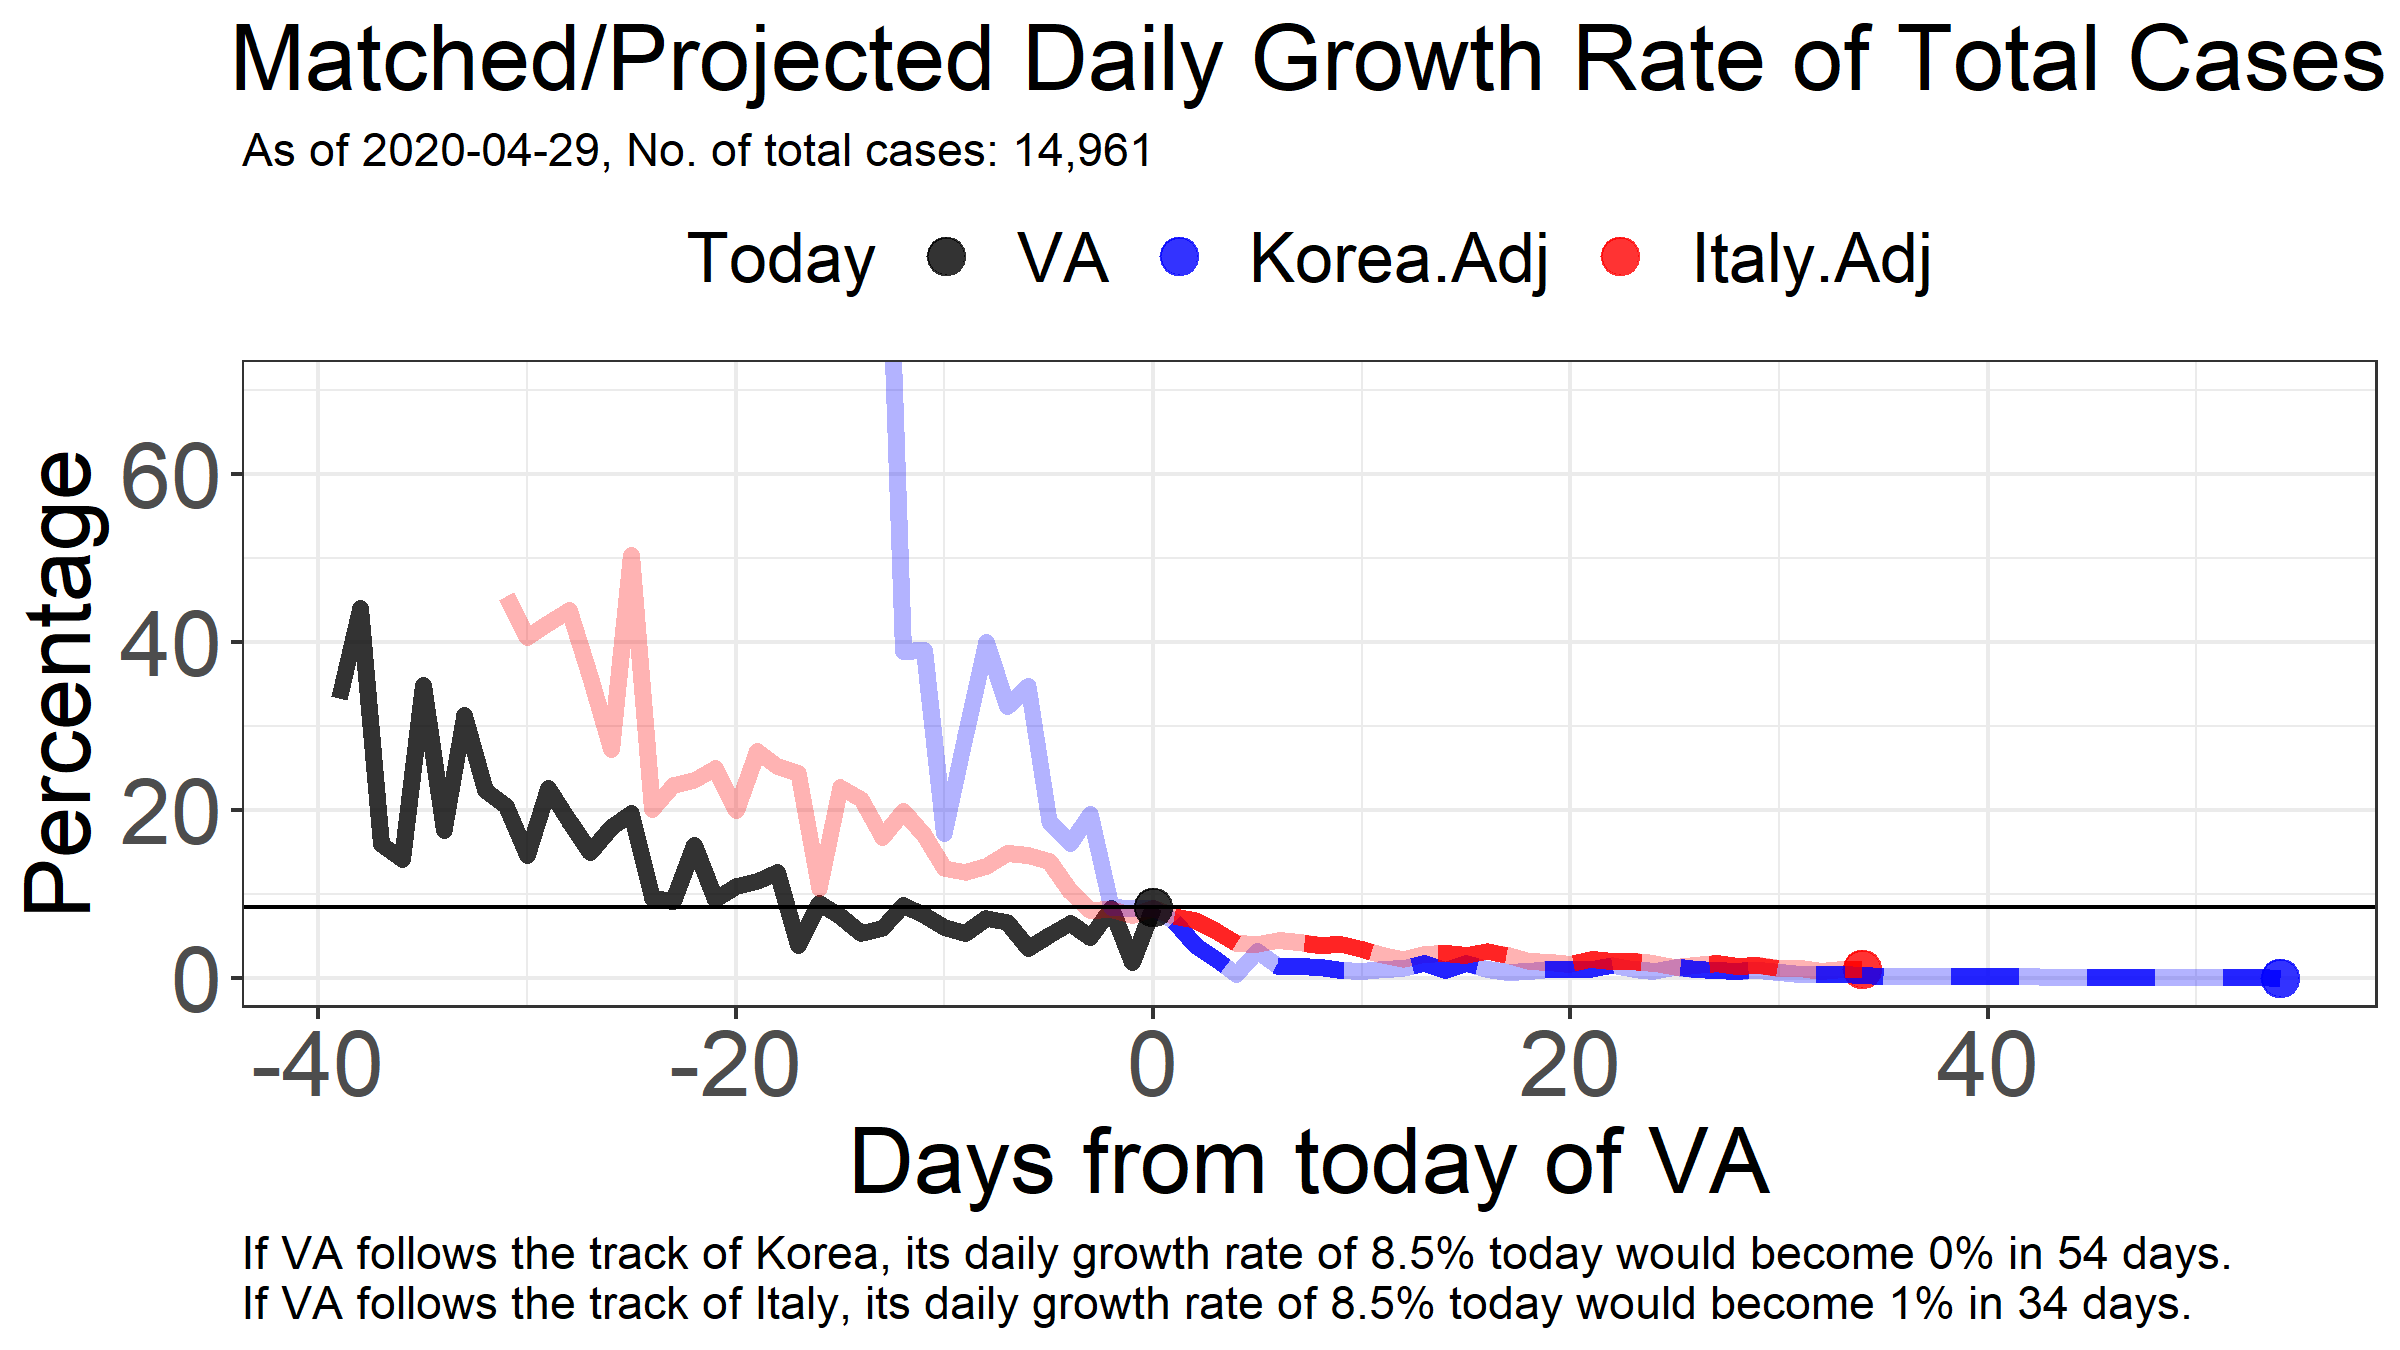 Matched/Projected Daily Growth Rate of Total Cases
As of 2020-04-29, No. of total cases: 14,961
Today VA Korea.Adj Italy.Adj
Percentage
60
40
20
0
-40 -20 0 20 40
Days from today of VA
If VA follows the track of Korea, its daily growth rate of 8.5% today would become 0% in 54 days.
If VA follows the track of Italy, its daily growth rate of 8.5% today would become 1% in 34 days.